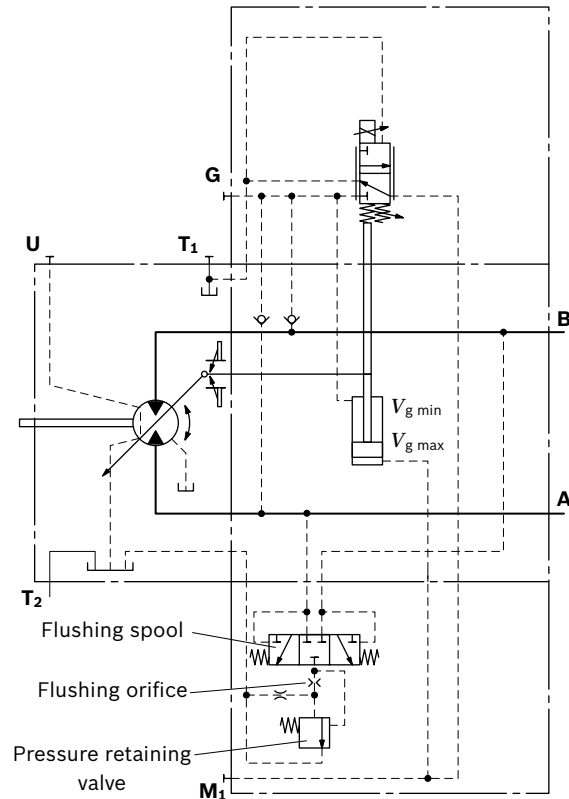 G
U
T1
B
Vg min
Vg max
A
T2
Flushing spool
Flushing orifice
Pressure retaining
valve
M1